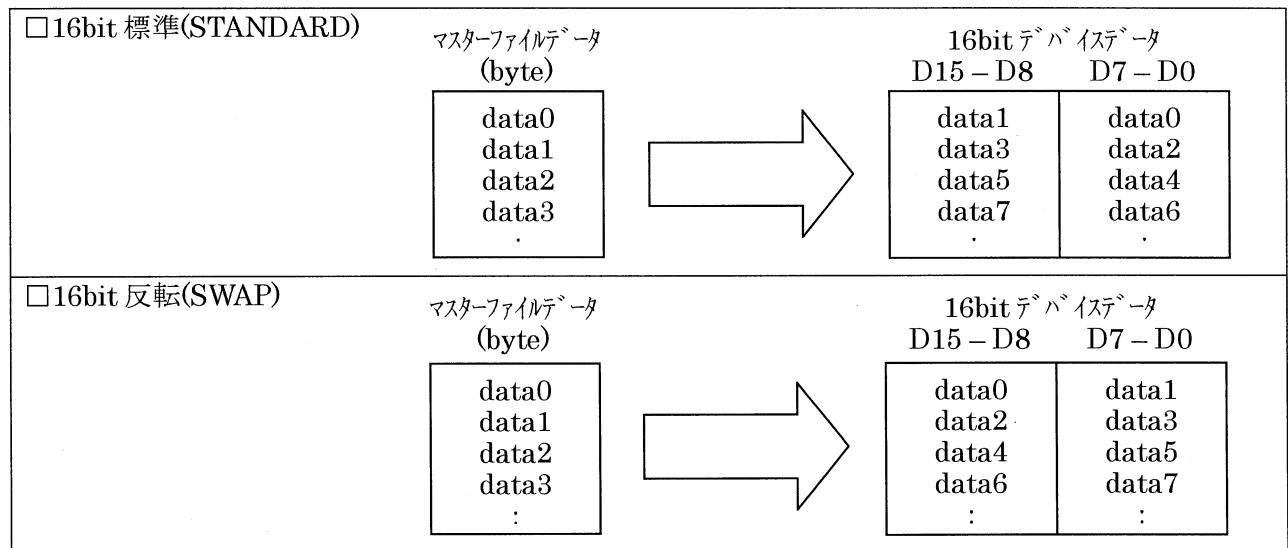 □16bit 標準(STANDARD)
マスターファイルデータ
(byte)
16bit デバイスデータ
D15 – D8 D7 – D0
data0
data1
data2
data3
.
data1 data0
data3 data2
data5 data4
data7 data6
. .
□16bit 反転(SWAP)
マスターファイルデータ
(byte)
16bit デバイスデータ
D15 – D8 D7 – D0
data0
data1
data2
data3
:
data0 data1
data2 data3
data4 data5
data6 data7
: :